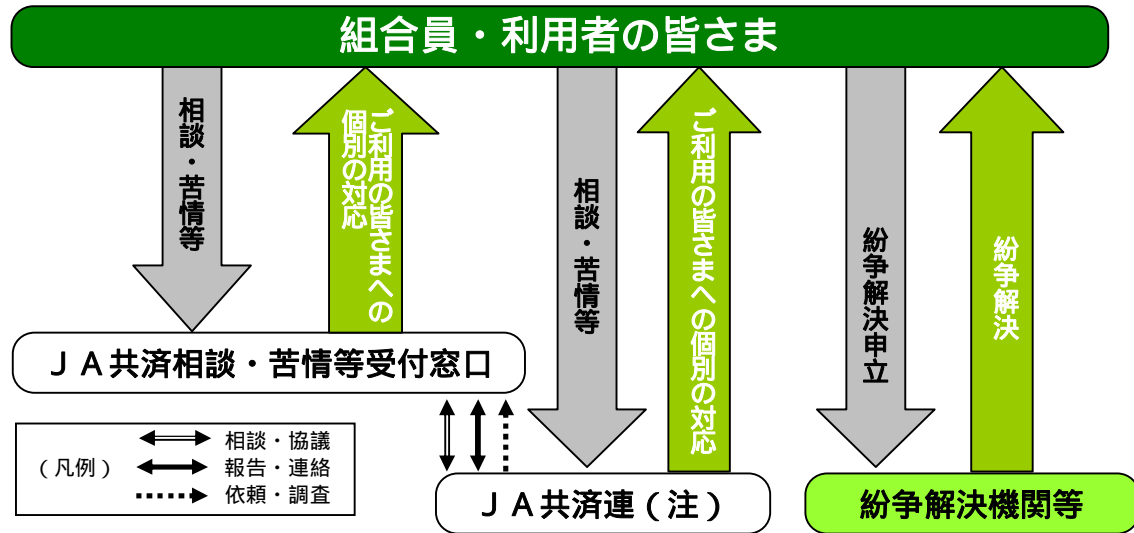 組合員・利用者の皆さま
相談・苦情等
ご利用の皆さまへの
個別の対応
相談・苦情等
ご利用の皆さまへの個別の対応
紛争解決申立
紛争解決
ＪＡ共済相談・苦情等受付窓口
（凡例）
相談・協議
報告・連絡
依頼・調査
ＪＡ共済連（注）
紛争解決機関等